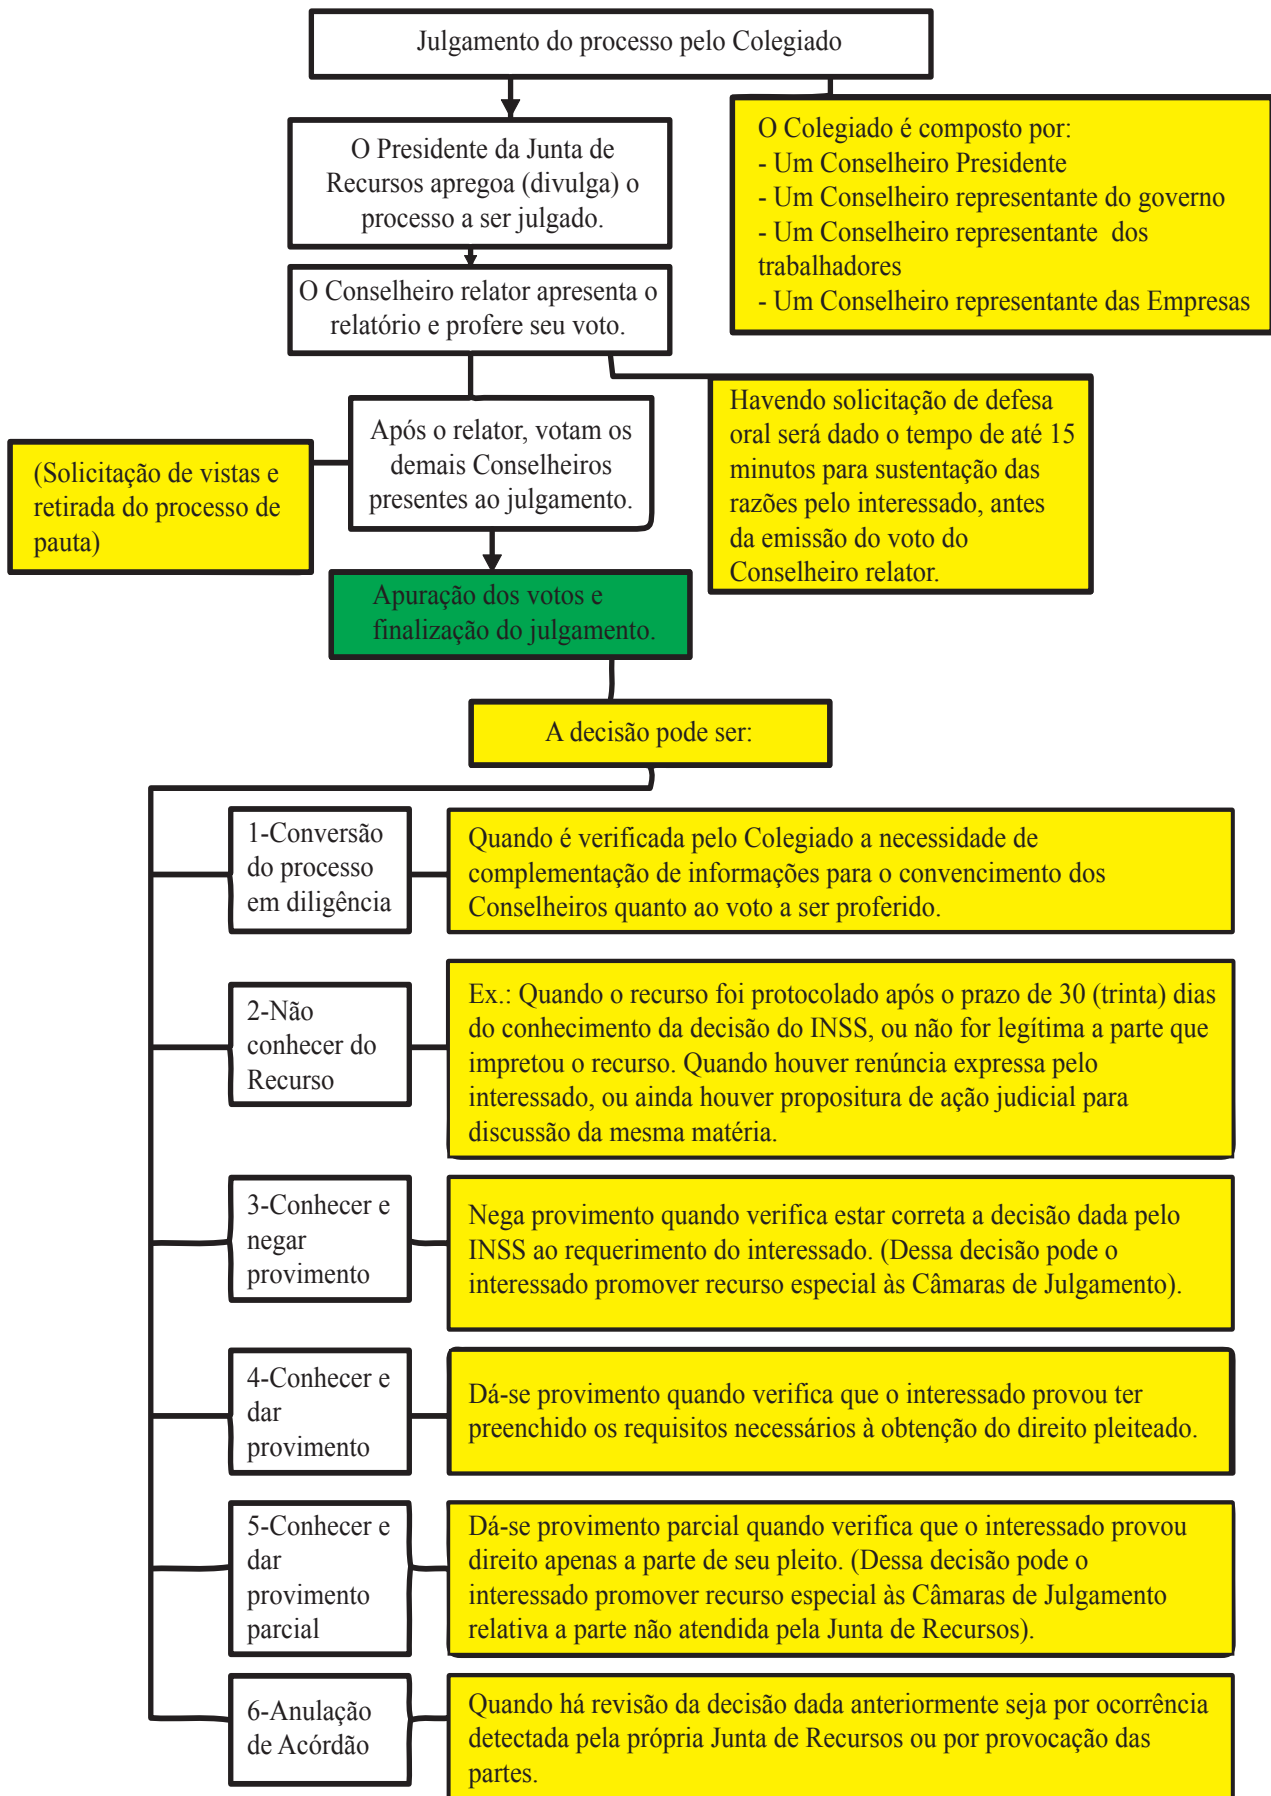 Julgamento do processo pelo Colegiado
O Presidente da Junta de
Recursos apregoa (divulga) o
processo a ser julgado.
O Colegiado é composto por:
- Um Conselheiro Presidente
- Um Conselheiro representante do governo
- Um Conselheiro representante  dos
trabalhadores
- Um Conselheiro representante das Empresas
O Conselheiro relator apresenta o
relatório e profere seu voto.
Havendo solicitação de defesa
oral será dado o tempo de até 15
minutos para sustentação das
razões pelo interessado, antes
da emissão do voto do
Conselheiro relator.
Após o relator, votam os
demais Conselheiros
presentes ao julgamento.
(Solicitação de vistas e
retirada do processo de
pauta)
Apuração dos votos e
finalização do julgamento.
A decisão pode ser:
1-Conversão
do processo
em diligência
Quando é verificada pelo Colegiado a necessidade de
complementação de informações para o convencimento dos
Conselheiros quanto ao voto a ser proferido.
2-Não
conhecer do
Recurso
Ex.: Quando o recurso foi protocolado após o prazo de 30 (trinta) dias
do conhecimento da decisão do INSS, ou não for legítima a parte que
impretou o recurso. Quando houver renúncia expressa pelo
interessado, ou ainda houver propositura de ação judicial para
discussão da mesma matéria.
3-Conhecer e
negar
provimento
Nega provimento quando verifica estar correta a decisão dada pelo
INSS ao requerimento do interessado. (Dessa decisão pode o
interessado promover recurso especial às Câmaras de Julgamento).
4-Conhecer e
dar
provimento
Dá-se provimento quando verifica que o interessado provou ter
preenchido os requisitos necessários à obtenção do direito pleiteado.
5-Conhecer e
dar
provimento
parcial
Dá-se provimento parcial quando verifica que o interessado provou
direito apenas a parte de seu pleito. (Dessa decisão pode o
interessado promover recurso especial às Câmaras de Julgamento
relativa a parte não atendida pela Junta de Recursos).
6-Anulação
de Acórdão
Quando há revisão da decisão dada anteriormente seja por ocorrência
detectada pela própria Junta de Recursos ou por provocação das
partes.